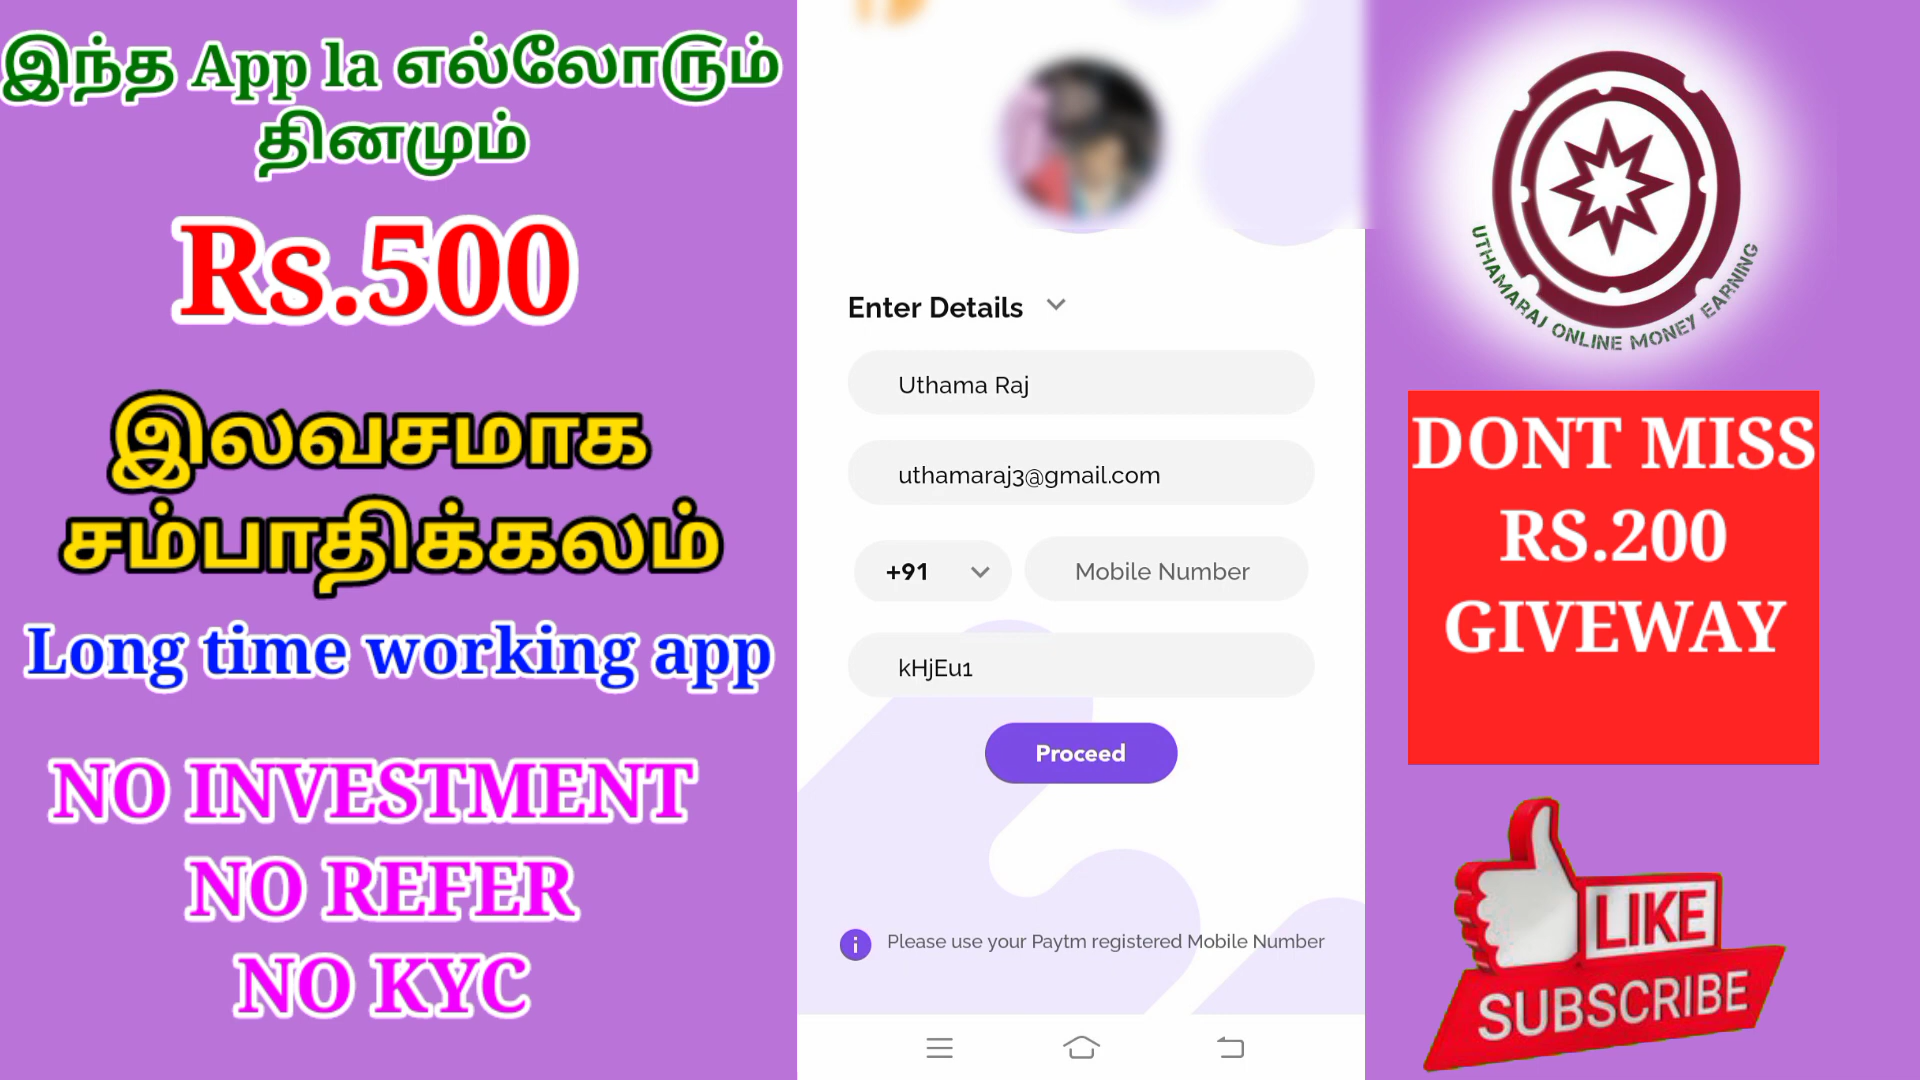 இந்த App la எல்லோரும்
தினமும்
Rs.500
இலவசமாக
சம்பாதிக்கலம்
Long time working app
NO INVESTMENT
NO REFER
NO KYC
Enter Details
Uthama Raj
uthamaraj3@gmail.com
+91 Mobile Number
kHjEu1
Proceed
Please use your Paytm registered Mobile Number
UTHAMARAJ ONLINE MONEY EARNING
DONT MISS
RS.200
GIVEWAY
LIKE
SUBSCRIBE